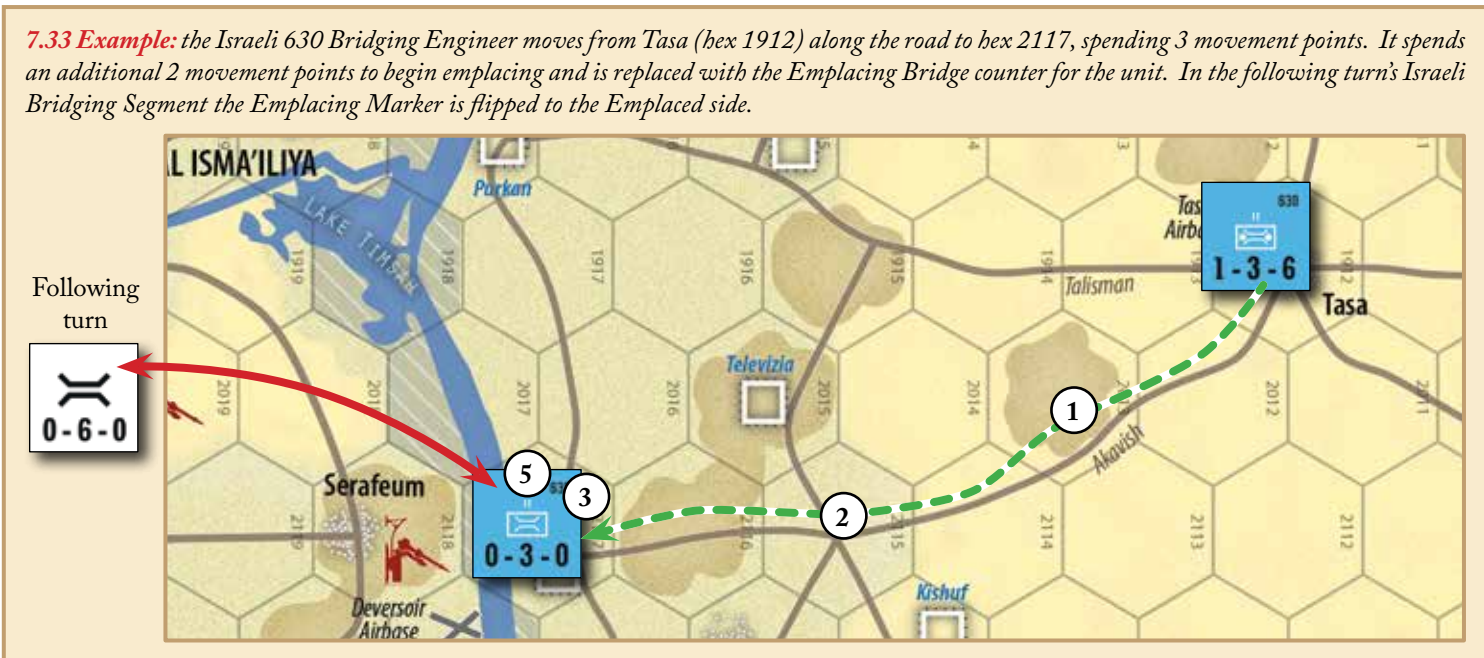 7.33 Example: the Israeli 630 Bridging Engineer moves from Tasa (hex 1912) along the road to hex 2117, spending 3 movement points. It spends
an additional 2 movement points to begin emplacing and is replaced with the Emplacing Bridge counter for the unit. In the following turn's Israeli
Bridging Segment the Emplacing Marker is flipped to the Emplaced side.
AL ISMA'ILIYA
Purkan
LAKE TIMSAH
630
1-3-6
Tasa
1919
1918
1917
1916
1915
1914
1912
Talisman
Following
turn
0-6-0
Televizia
2019
2017
2016
2015
2014
2013
2012
2011
1
Akavish
Serafeum
5
3
2
0-3-0
2119
2118
2116
2115
2114
2113
2112
Deversoir
Airbase
Kishuf